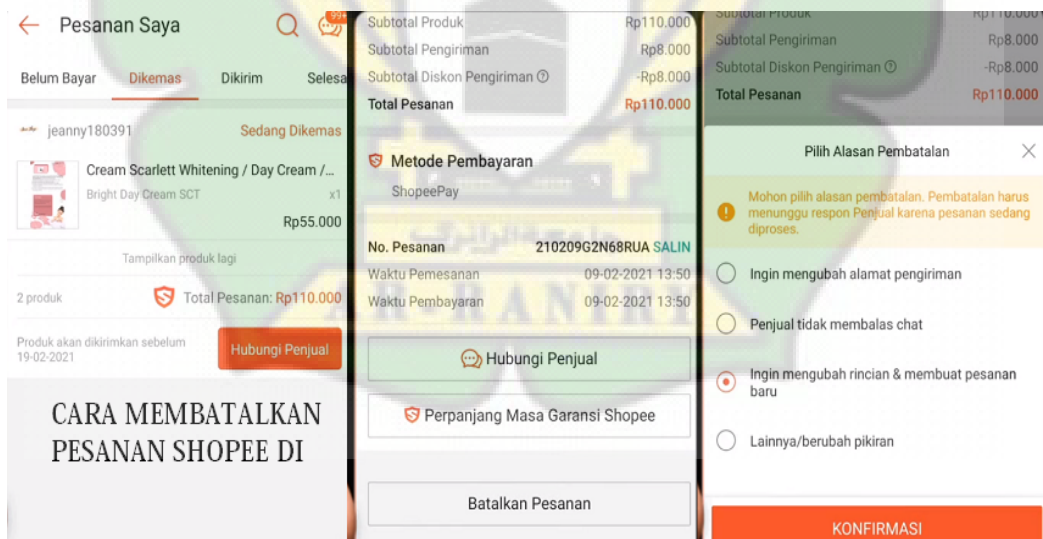 Pesanan Saya
99+
Belum Bayar
Dikemas
Dikirim
Selesa
jeanny180391
Sedang Dikemas
Cream Scarlett Whitening / Day Cream /...
Bright Day Cream SCT
x1
Rp55.000
Tampilkan produk lagi
2 produk
Total Pesanan: Rp110.000
Produk akan dikirimkan sebelum
19-02-2021
Hubungi Penjual
CARA MEMBATALKAN
PESANAN SHOPEE DI
Subtotal Produk Rp110.000
Subtotal Pengiriman Rp8.000
Subtotal Diskon Pengiriman -Rp8.000
Total Pesanan Rp110.000
Metode Pembayaran
ShopeePay
No. Pesanan 210209G2N68RUA SALIN
Waktu Pemesanan 09-02-2021 13:50
Waktu Pembayaran 09-02-2021 13:50
Hubungi Penjual
Perpanjang Masa Garansi Shopee
Batalkan Pesanan
Subtotal Produk Rp110.000
Subtotal Pengiriman Rp8.000
Subtotal Diskon Pengiriman -Rp8.000
Total Pesanan Rp110.000
Pilih Alasan Pembatalan
Mohon pilih alasan pembatalan. Pembatalan harus
menunggu respon Penjual karena pesanan sedang
diproses.
Ingin mengubah alamat pengiriman
Penjual tidak membalas chat
Ingin mengubah rincian & membuat pesanan
baru
Lainnya/berubah pikiran
KONFIRMASI
AR-RANIRY